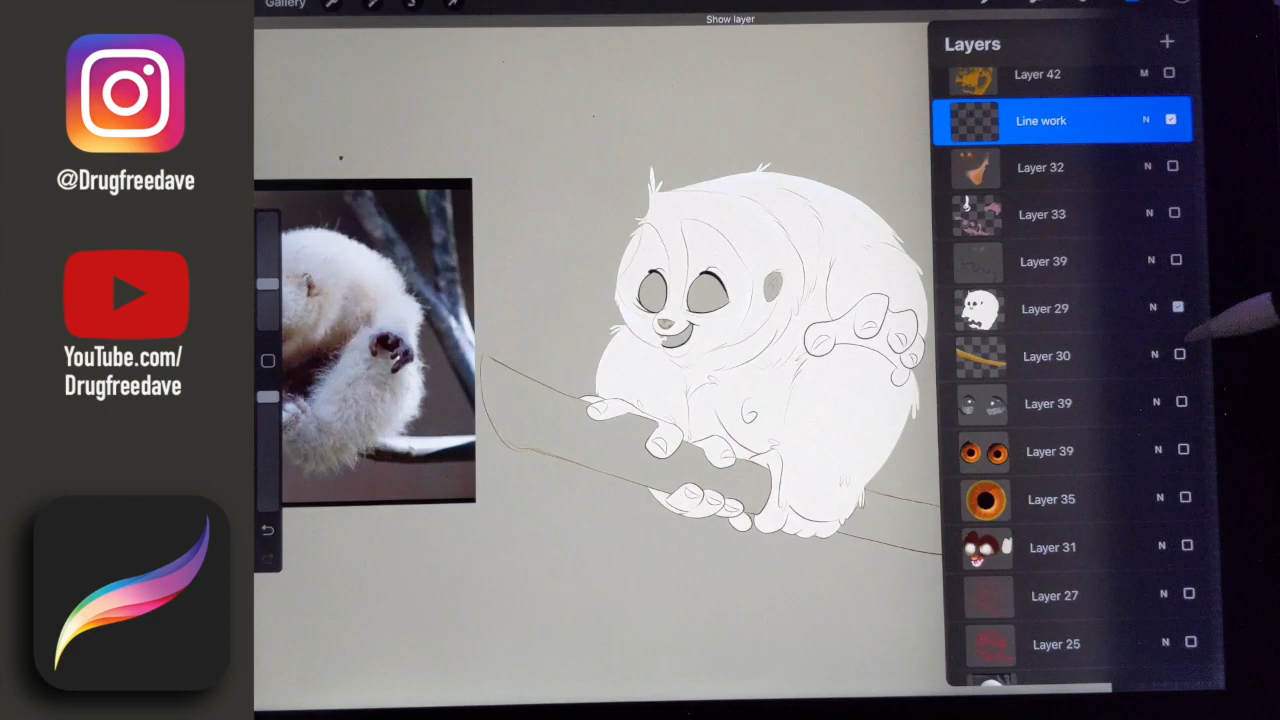 @Drugfreedave
YouTube.com/
Drugfreedave
Gallery
Show layer
Layers
Layer 42 M
Line work N
Layer 32 N
Layer 33 N
Layer 39 N
Layer 29 N
Layer 30 N
Layer 39 N
Layer 39 N
Layer 35 N
Layer 31 N
Layer 27 N
Layer 25 N